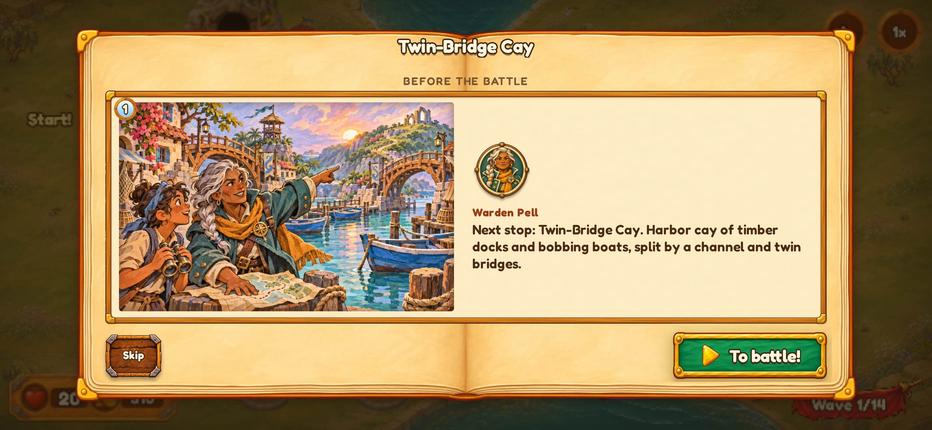 1x
Twin-Bridge Cay
BEFORE THE BATTLE
1
Start!
Warden Pell
Next stop: Twin-Bridge Cay. Harbor cay of timber
docks and bobbing boats, split by a channel and twin
bridges.
Skip
To battle!
20
Wave 1/14